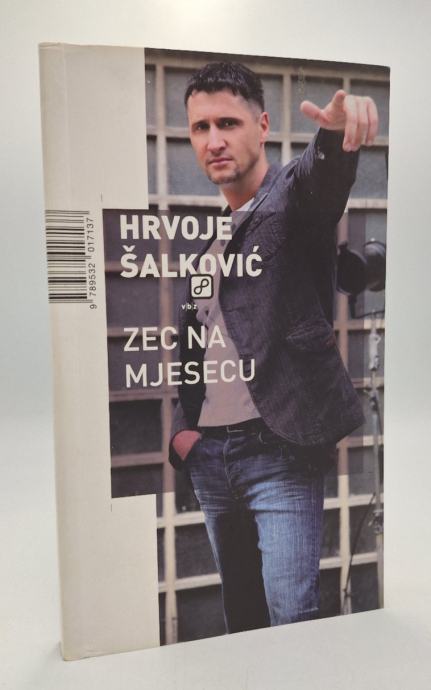 HRVOJE
ŠALKOVIĆ
v|b|z
ZEC NA
MJESECU
9 789532 017137